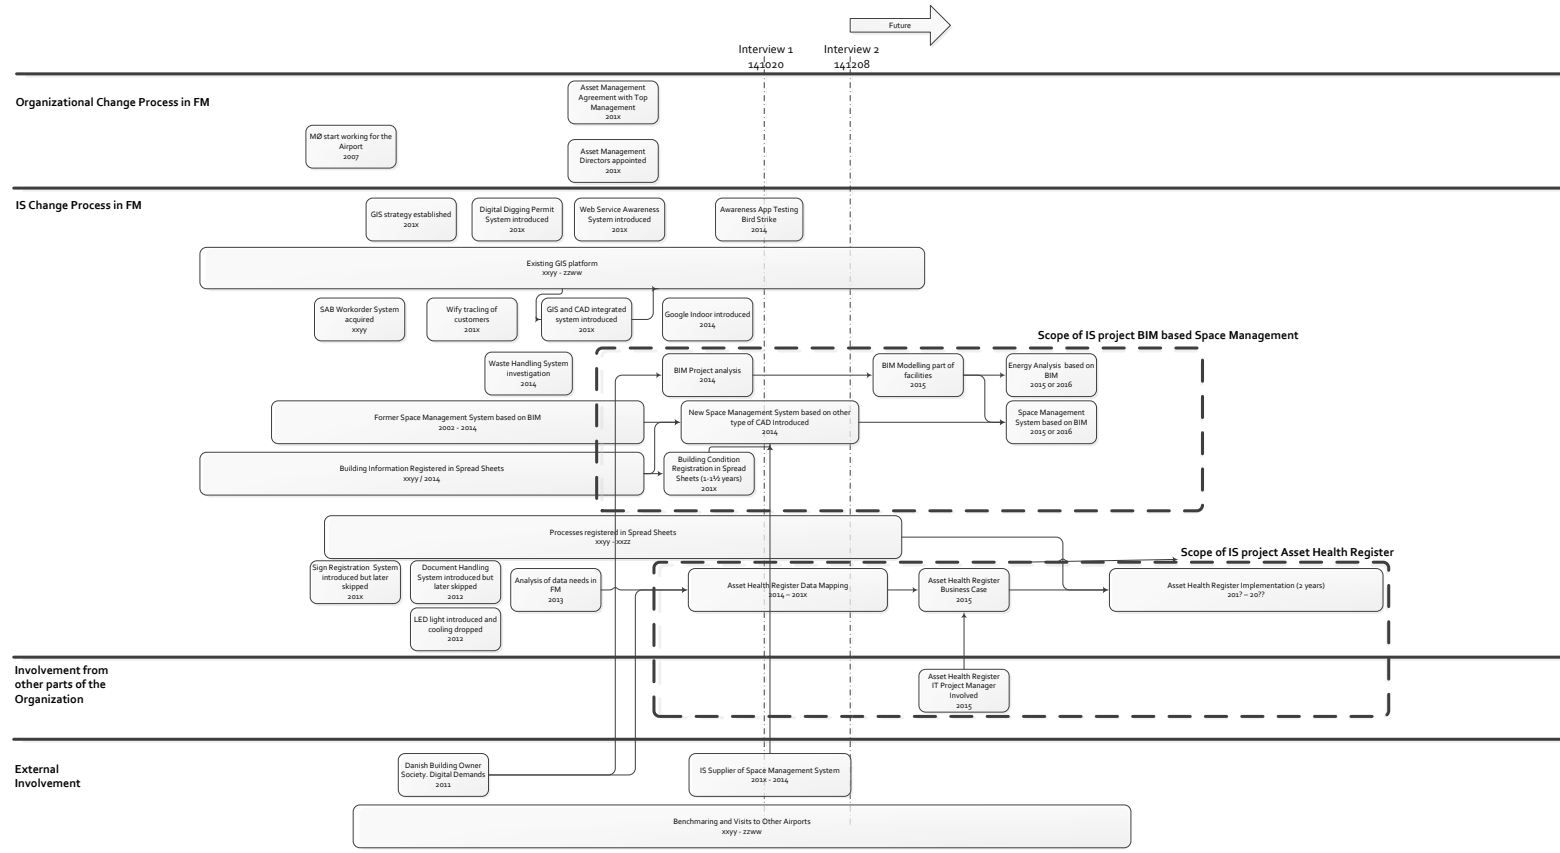 Future
Interview 1
141020
Interview 2
141208
Organizational Change Process in FM
Asset Management
Agreement with Top
Management
201x
MØ start working for the
Airport
2007
Asset Management
Directors appointed
201x
IS Change Process in FM
GIS strategy established
201x
Digital Digging Permit
System introduced
201x
Web Service Awareness
System introduced
201x
Awareness App Testing
Bird Strike
2014
Existing GIS platform
xxyy - zzww
SAB Workorder System
acquired
xxyy
Wify tracling of
customers
201x
GIS and CAD integrated
system introduced
201x
Google Indoor introduced
2014
Scope of IS project BIM based Space Management
Waste Handling System
investigation
2014
BIM Project analysis
2014
BIM Modelling part of
facilities
2015
Energy Analysis based on
BIM
2015 or 2016
Former Space Management System based on BIM
2002 - 2014
New Space Management System based on other
type of CAD Introduced
2014
Space Management
System based on BIM
2015 or 2016
Building Information Registered in Spread Sheets
xxyy / 2014
Building Condition
Registration in Spread
Sheets (1-1½ years)
201x
Processes registered in Spread Sheets
xxyy - xxzz
Scope of IS project Asset Health Register
Sign Registration System
introduced but later
skipped
201x
Document Handling
System introduced but
later skipped
2012
Analysis of data needs in
FM
2013
Asset Health Register Data Mapping
2014 – 201x
Asset Health Register
Business Case
2015
Asset Health Register Implementation (2 years)
201? – 20??
LED light introduced and
cooling dropped
2012
Involvement from
other parts of the
Organization
Asset Health Register
IT Project Manager
Involved
2015
External
Involvement
Danish Building Owner
Society. Digital Demands
2011
IS Supplier of Space Management System
201x - 2014
Benchmaring and Visits to Other Airports
xxyy - zzww